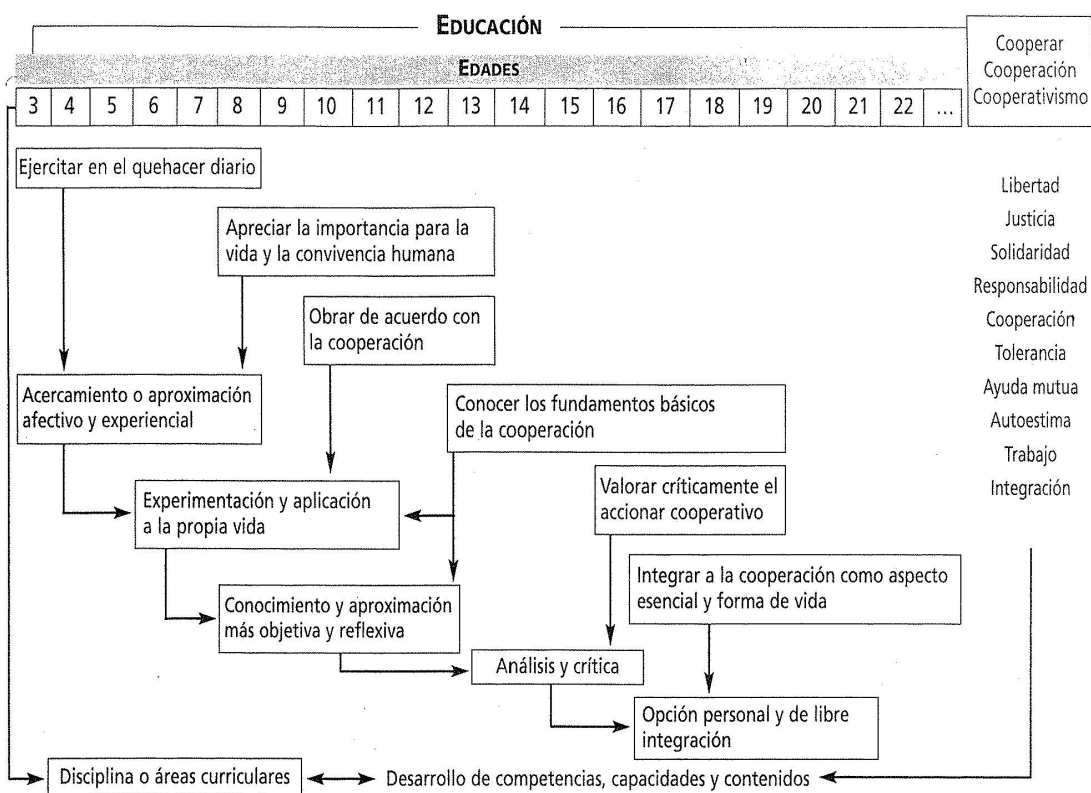 EDUCACIÓN
EDADES
3 4 5 6 7 8 9 10 11 12 13 14 15 16 17 18 19 20 21 22 ...
Cooperar
Cooperación
Cooperativismo
Ejercitar en el quehacer diario
Apreciar la importancia para la
vida y la convivencia humana
Obrar de acuerdo con
la cooperación
Acercamiento o aproximación
afectivo y experiencial
Conocer los fundamentos básicos
de la cooperación
Experimentación y aplicación
a la propia vida
Valorar críticamente el
accionar cooperativo
Conocimiento y aproximación
más objetiva y reflexiva
Integrar a la cooperación como aspecto
esencial y forma de vida
Análisis y crítica
Opción personal y de libre
integración
Libertad
Justicia
Solidaridad
Responsabilidad
Cooperación
Tolerancia
Ayuda mutua
Autoestima
Trabajo
Integración
Disciplina o áreas curriculares
Desarrollo de competencias, capacidades y contenidos